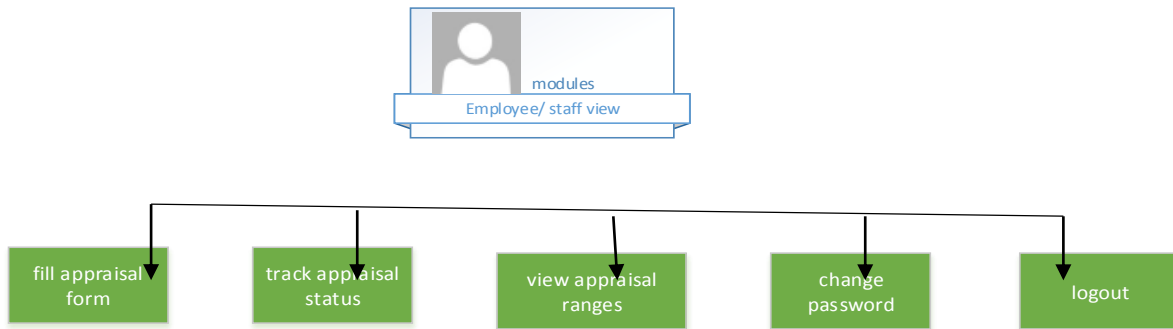 modules
Employee/ staff view
fill appraisal
form
track appraisal
status
view appraisal
ranges
change
password
logout